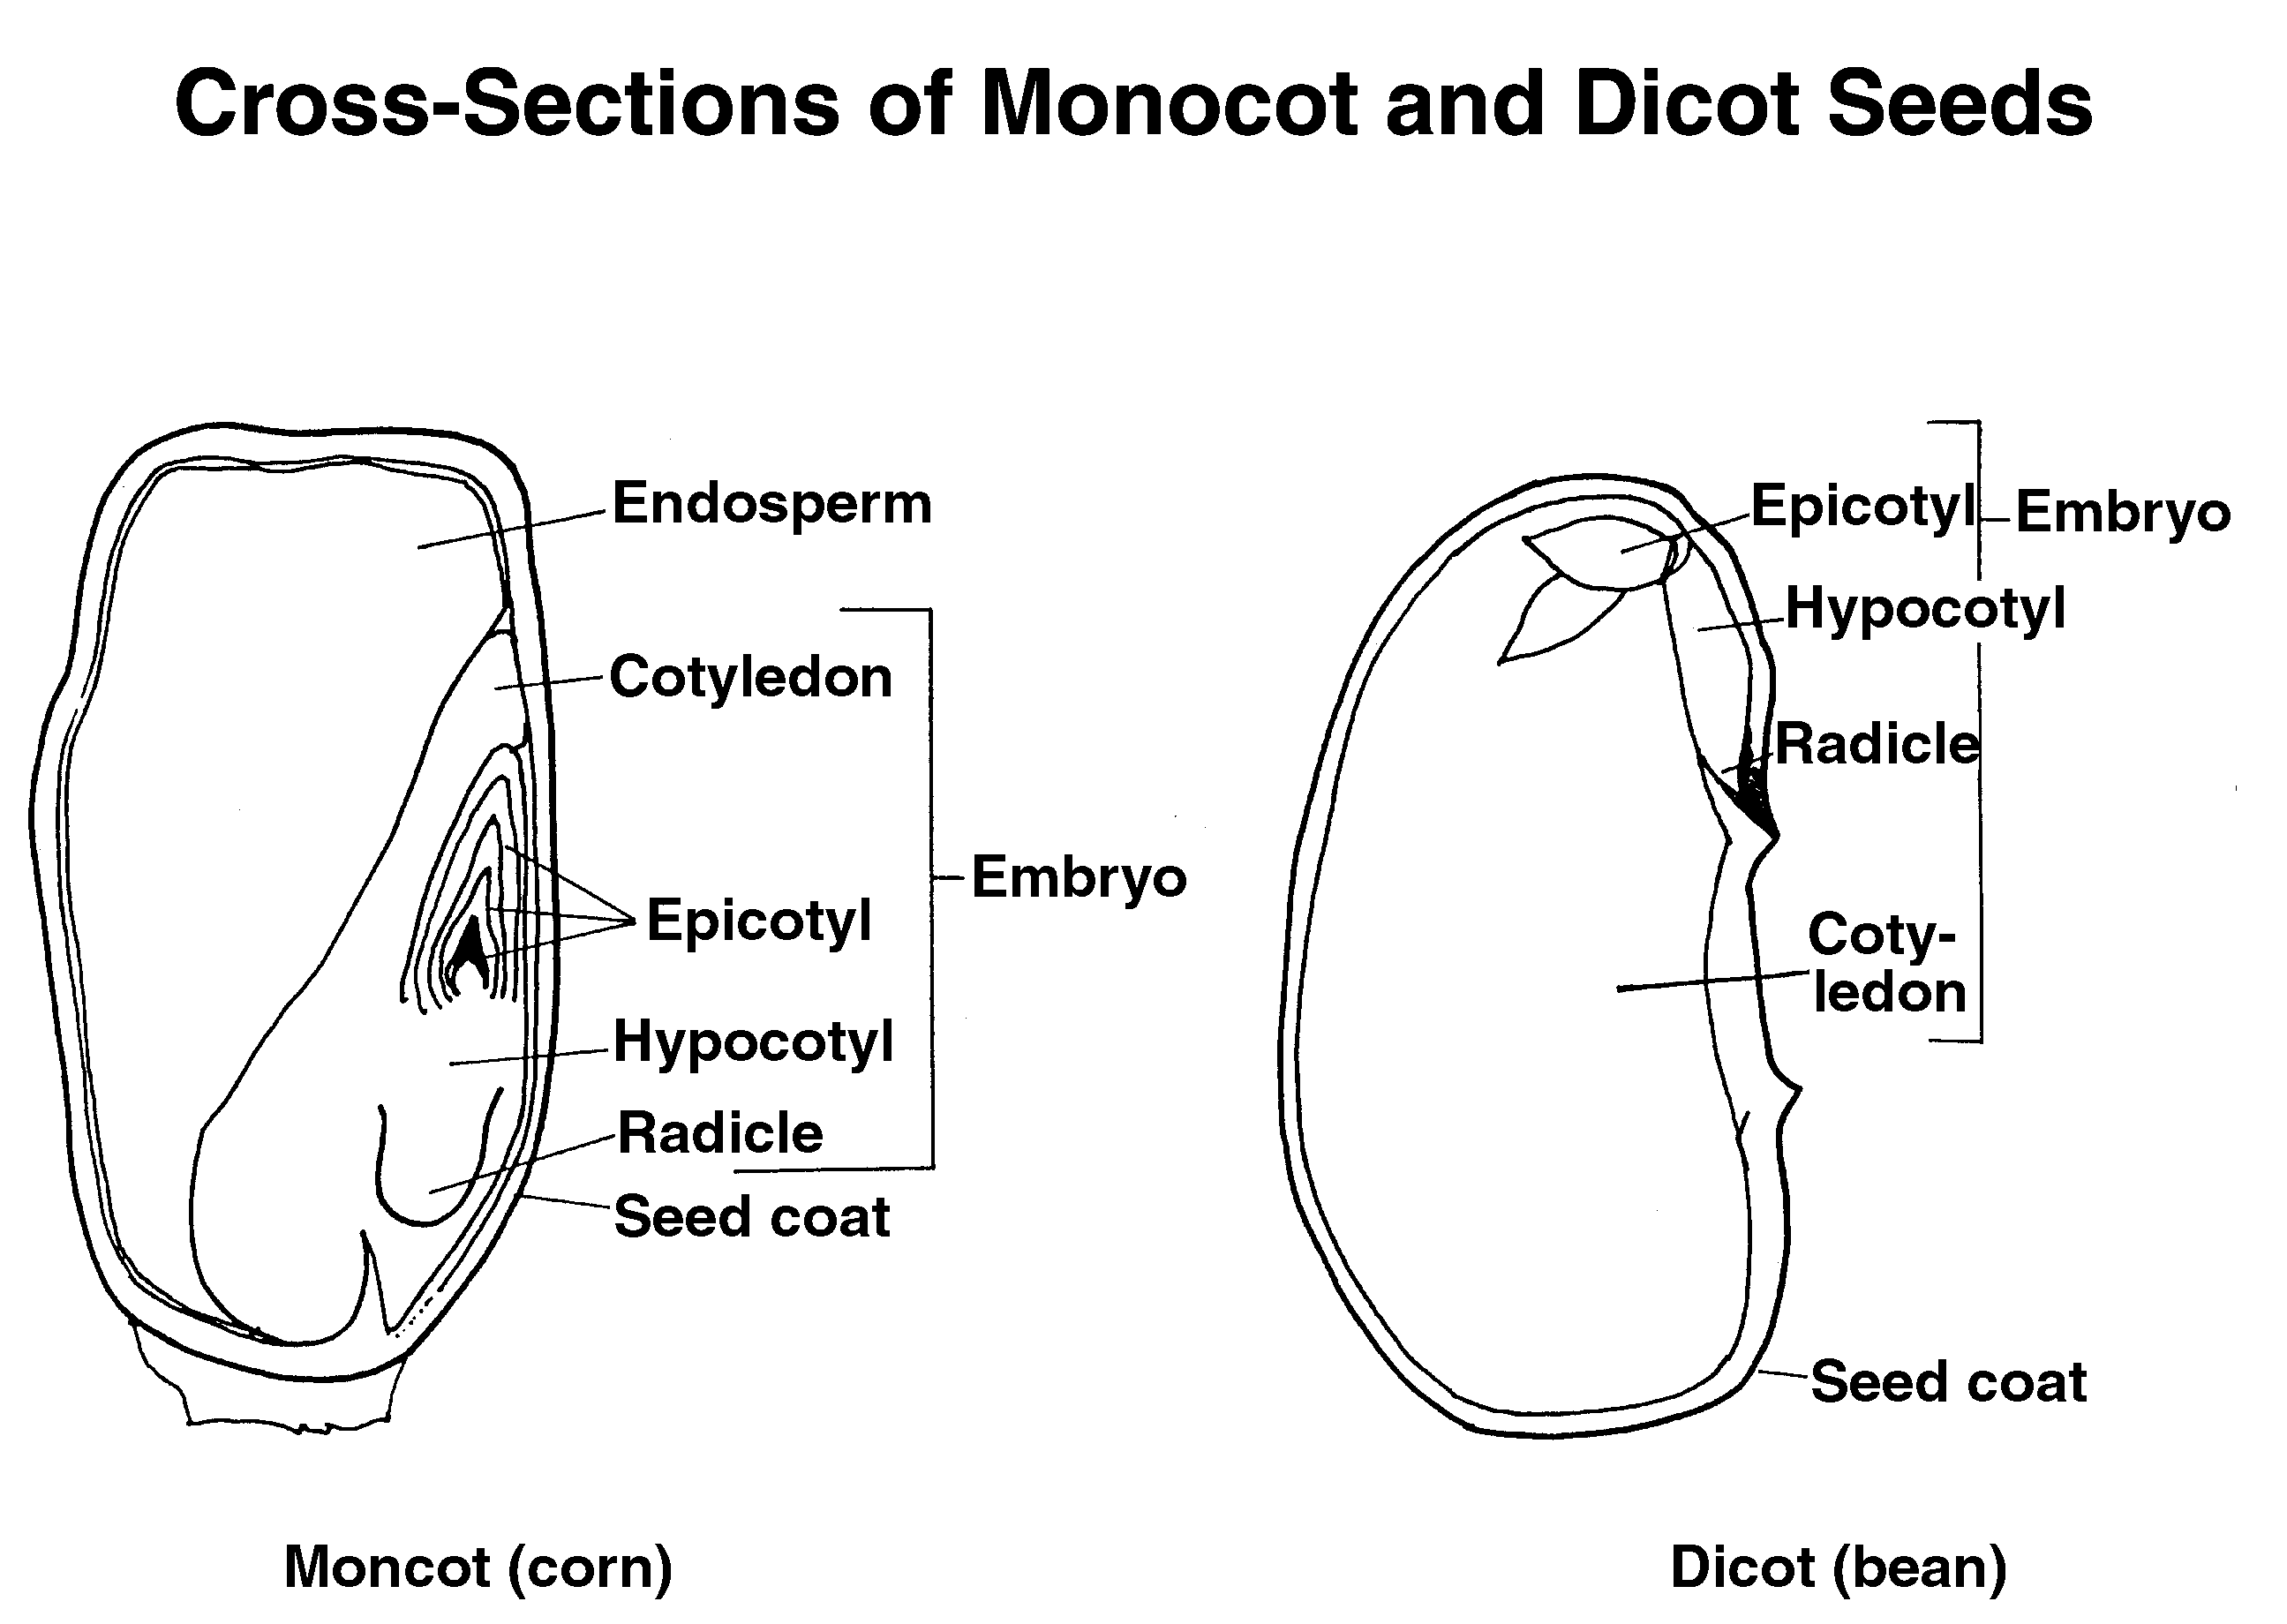 Cross-Sections of Monocot and Dicot Seeds
Endosperm
Cotyledon
Epicotyl
Embryo
Hypocotyl
Radicle
Seed coat
Moncot (corn)
Epicotyl
Embryo
Hypocotyl
Radicle
Coty-
ledon
Seed coat
Dicot (bean)